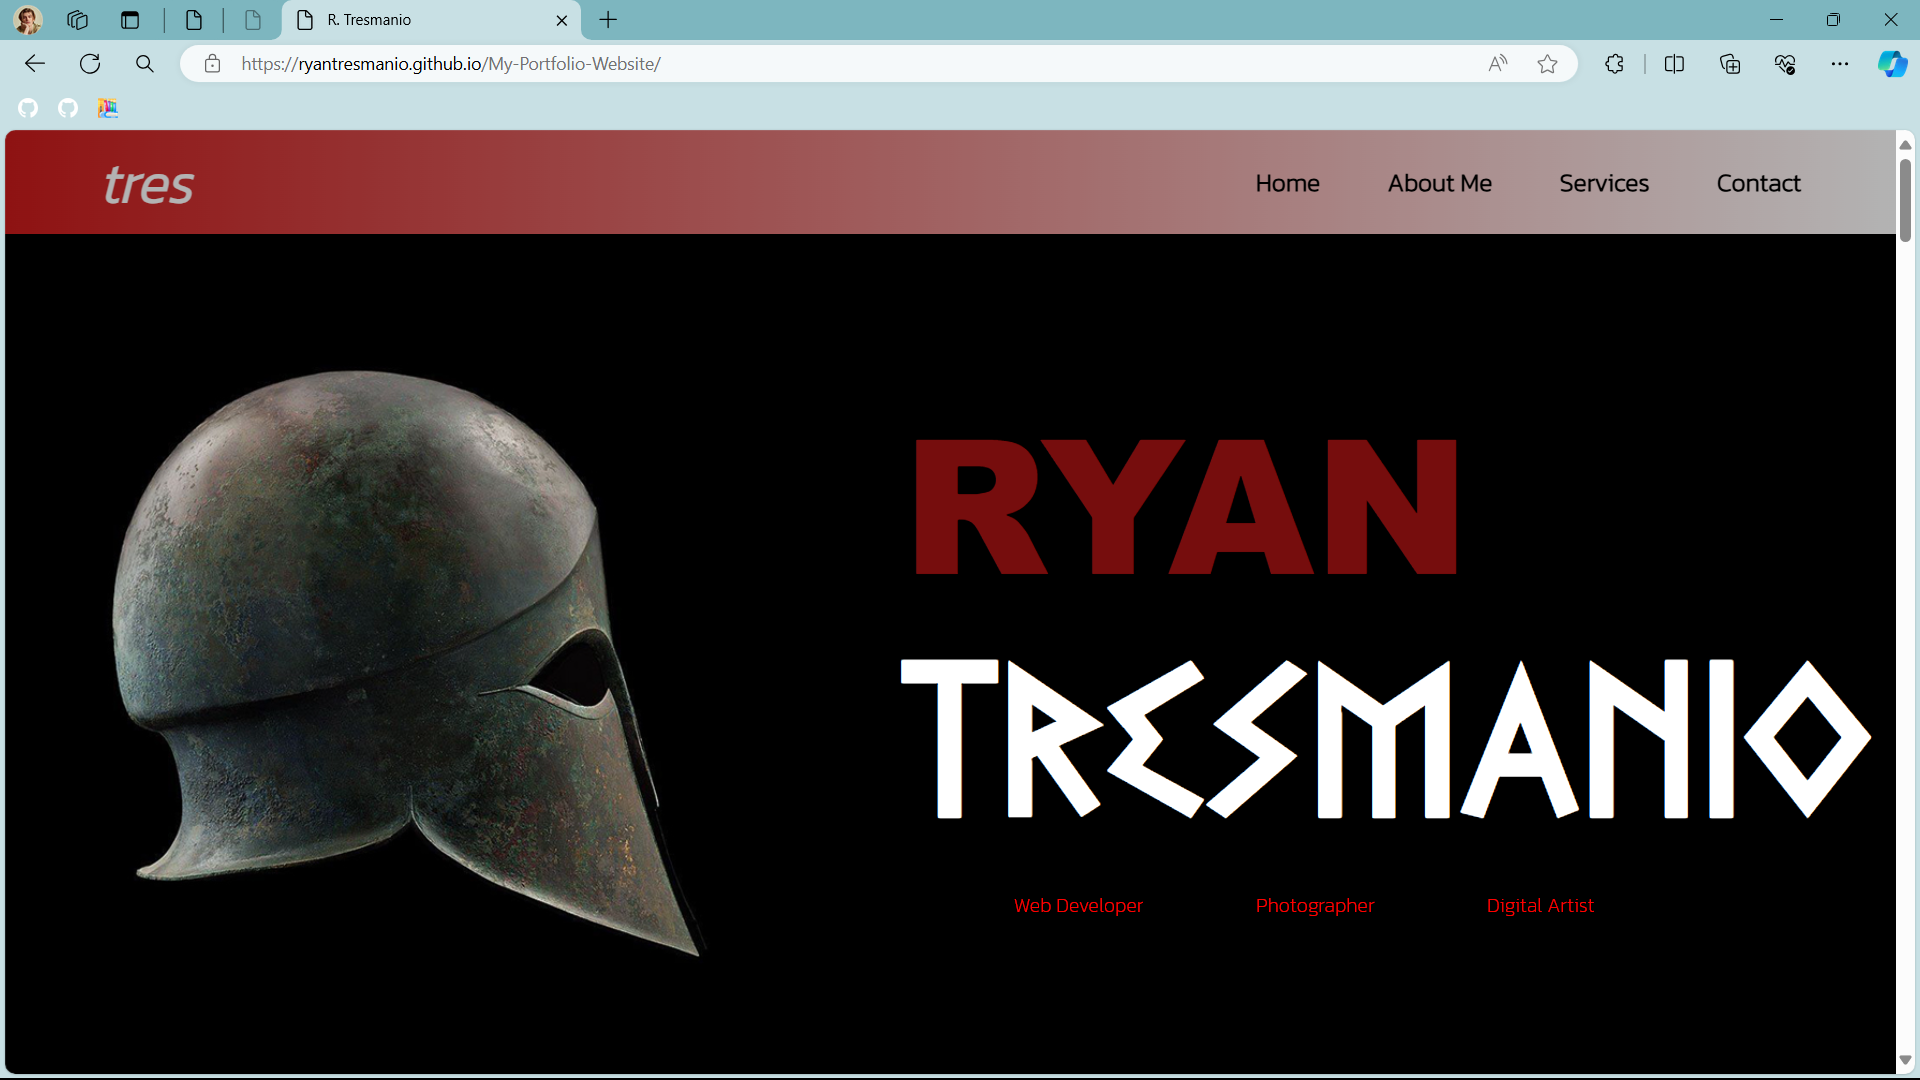 R. Tresmanio
https://ryantresmanio.github.io/My-Portfolio-Website/
tres
Home About Me Services Contact
RYAN
TRESMANIO
Web Developer Photographer Digital Artist